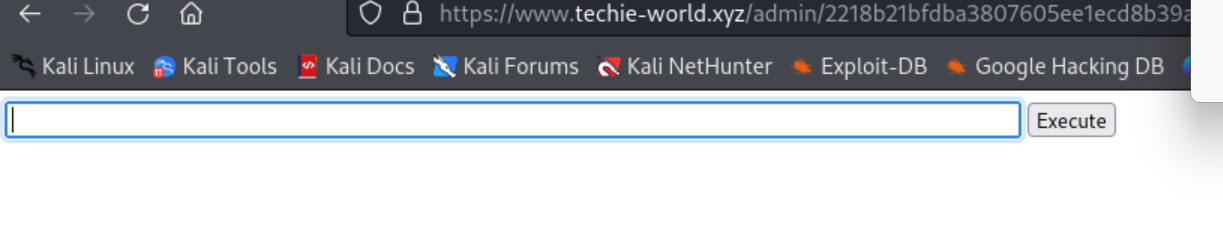 https://www.techie-world.xyz/admin/2218b21bfdba3807605ee1ecd8b39a
Kali Linux Kali Tools Kali Docs Kali Forums Kali NetHunter Exploit-DB Google Hacking DB
Execute